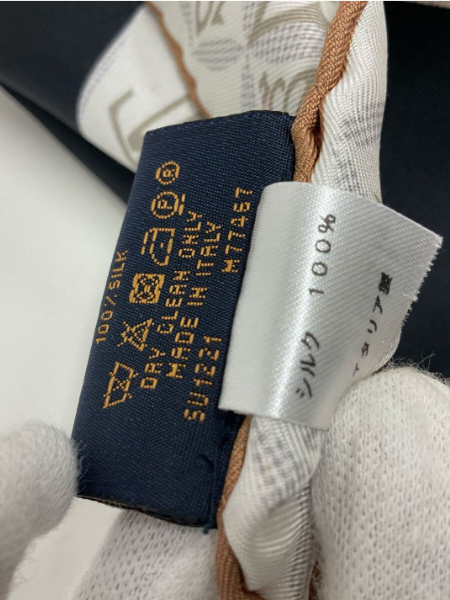 100% SILK
DRY CLEAN ONLY
MADE IN ITALY
SU1221 M77467
シルク 100%
イタリア製